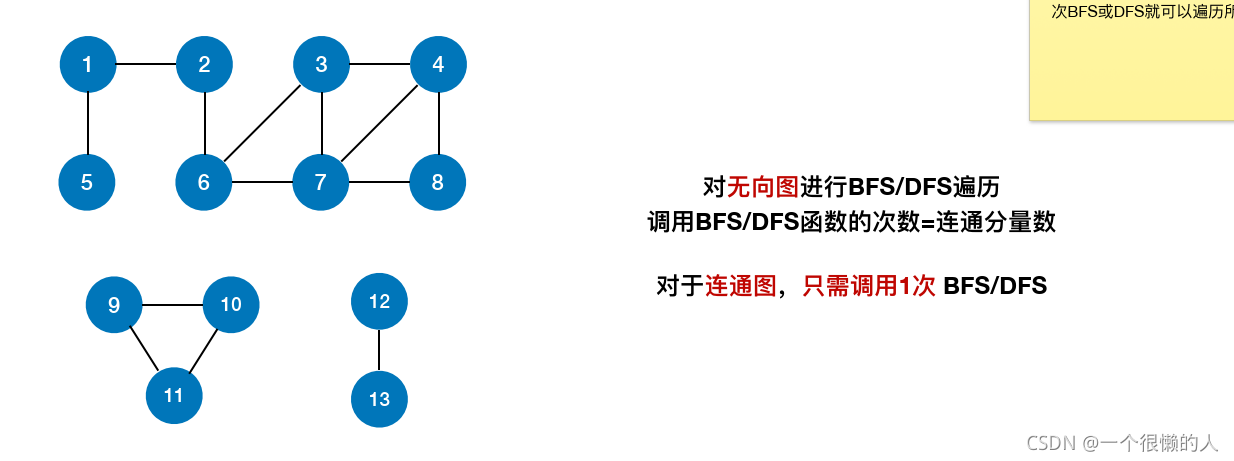 次BFS或DFS就可以遍历所
1
2
3
4
5
6
7
8
对无向图进行BFS/DFS遍历
调用BFS/DFS函数的次数=连通分量数
对于连通图，只需调用1次 BFS/DFS
9
10
11
12
13
CSDN @一个很懒的人